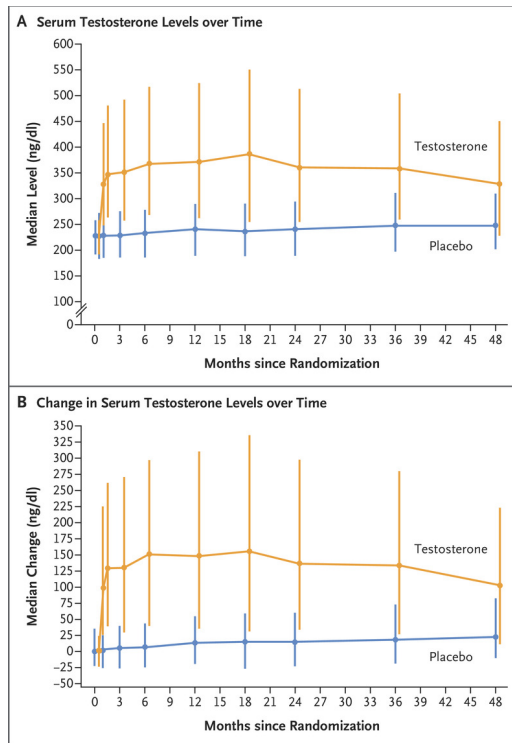 A Serum Testosterone Levels over Time
Median Level (ng/dl)
600
550
500
450
400
350
300
250
200
150
100
0
Testosterone
Placebo
0 3 6 9 12 15 18 21 24 27 30 33 36 39 42 45 48
Months since Randomization
B Change in Serum Testosterone Levels over Time
Median Change (ng/dl)
350
325
300
275
250
225
200
225
150
125
100
75
50
25
0
−25
−50
Testosterone
Placebo
0 3 6 9 12 15 18 21 24 27 30 33 36 39 42 45 48
Months since Randomization